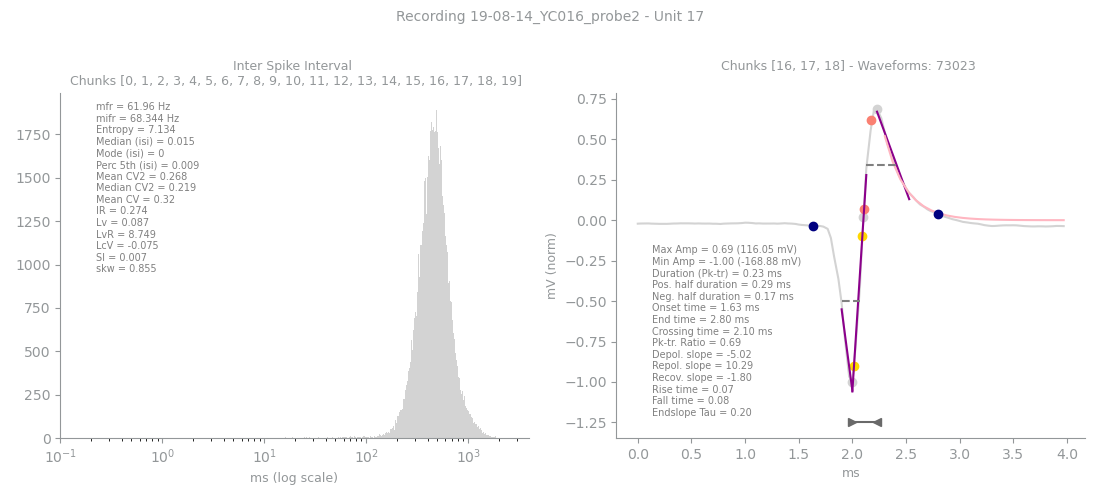 Recording 19-08-14_YC016_probe2 - Unit 17
Inter Spike Interval
Chunks [0, 1, 2, 3, 4, 5, 6, 7, 8, 9, 10, 11, 12, 13, 14, 15, 16, 17, 18, 19]
mfr = 61.96 Hz
mifr = 68.344 Hz
Entropy = 7.134
Median (isi) = 0.015
Mode (isi) = 0
Perc 5th (isi) = 0.009
Mean CV2 = 0.268
Median CV2 = 0.219
Mean CV = 0.32
IR = 0.274
Lv = 0.087
LvR = 8.749
LcV = -0.075
SI = 0.007
skw = 0.855
1750
1500
1250
1000
750
500
250
0
10⁻¹ 10⁰ 10¹ 10² 10³
ms (log scale)
Chunks [16, 17, 18] - Waveforms: 73023
mV (norm)
0.75
0.50
0.25
0.00
−0.25
−0.50
−0.75
−1.00
−1.25
Max Amp = 0.69 (116.05 mV)
Min Amp = -1.00 (-168.88 mV)
Duration (Pk-tr) = 0.23 ms
Pos. half duration = 0.29 ms
Neg. half duration = 0.17 ms
Onset time = 1.63 ms
End time = 2.80 ms
Crossing time = 2.10 ms
Pk-tr. Ratio = 0.69
Depol. slope = -5.02
Repol. slope = 10.29
Recov. slope = -1.80
Rise time = 0.07
Fall time = 0.08
Endslope Tau = 0.20
0.0 0.5 1.0 1.5 2.0 2.5 3.0 3.5 4.0
ms